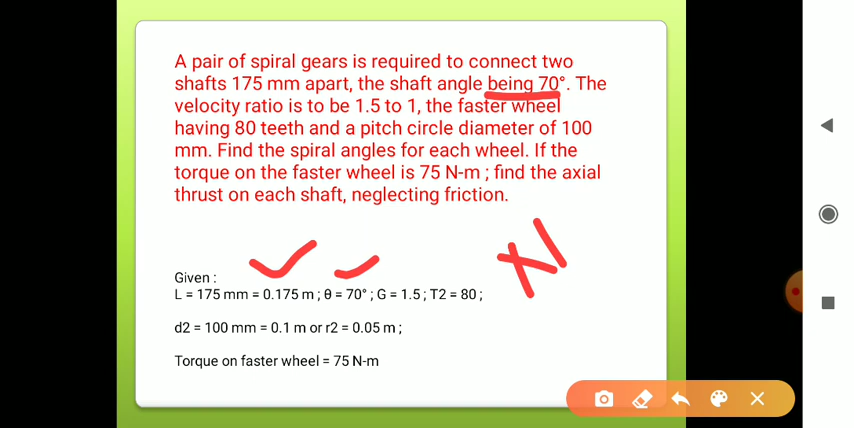 A pair of spiral gears is required to connect two
shafts 175 mm apart, the shaft angle being 70°. The
velocity ratio is to be 1.5 to 1, the faster wheel
having 80 teeth and a pitch circle diameter of 100
mm. Find the spiral angles for each wheel. If the
torque on the faster wheel is 75 N-m ; find the axial
thrust on each shaft, neglecting friction.
Given :
L = 175 mm = 0.175 m ; θ = 70° ; G = 1.5 ; T2 = 80 ;
d2 = 100 mm = 0.1 m or r2 = 0.05 m ;
Torque on faster wheel = 75 N-m